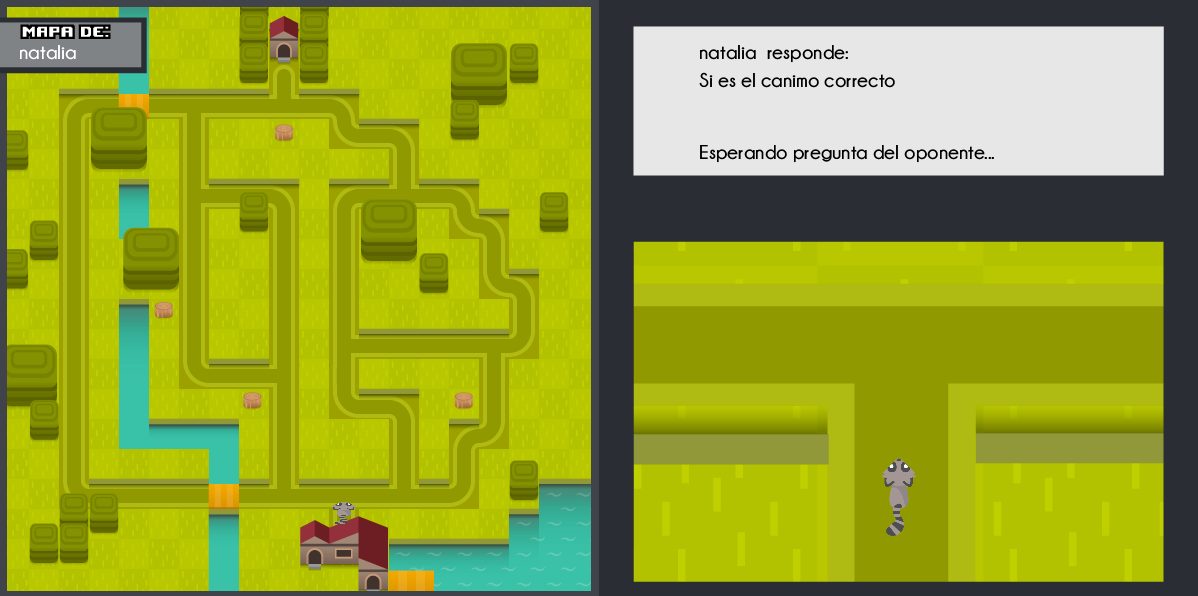 MAPA DE:
natalia
natalia responde:
Si es el canimo correcto
Esperando pregunta del oponente...